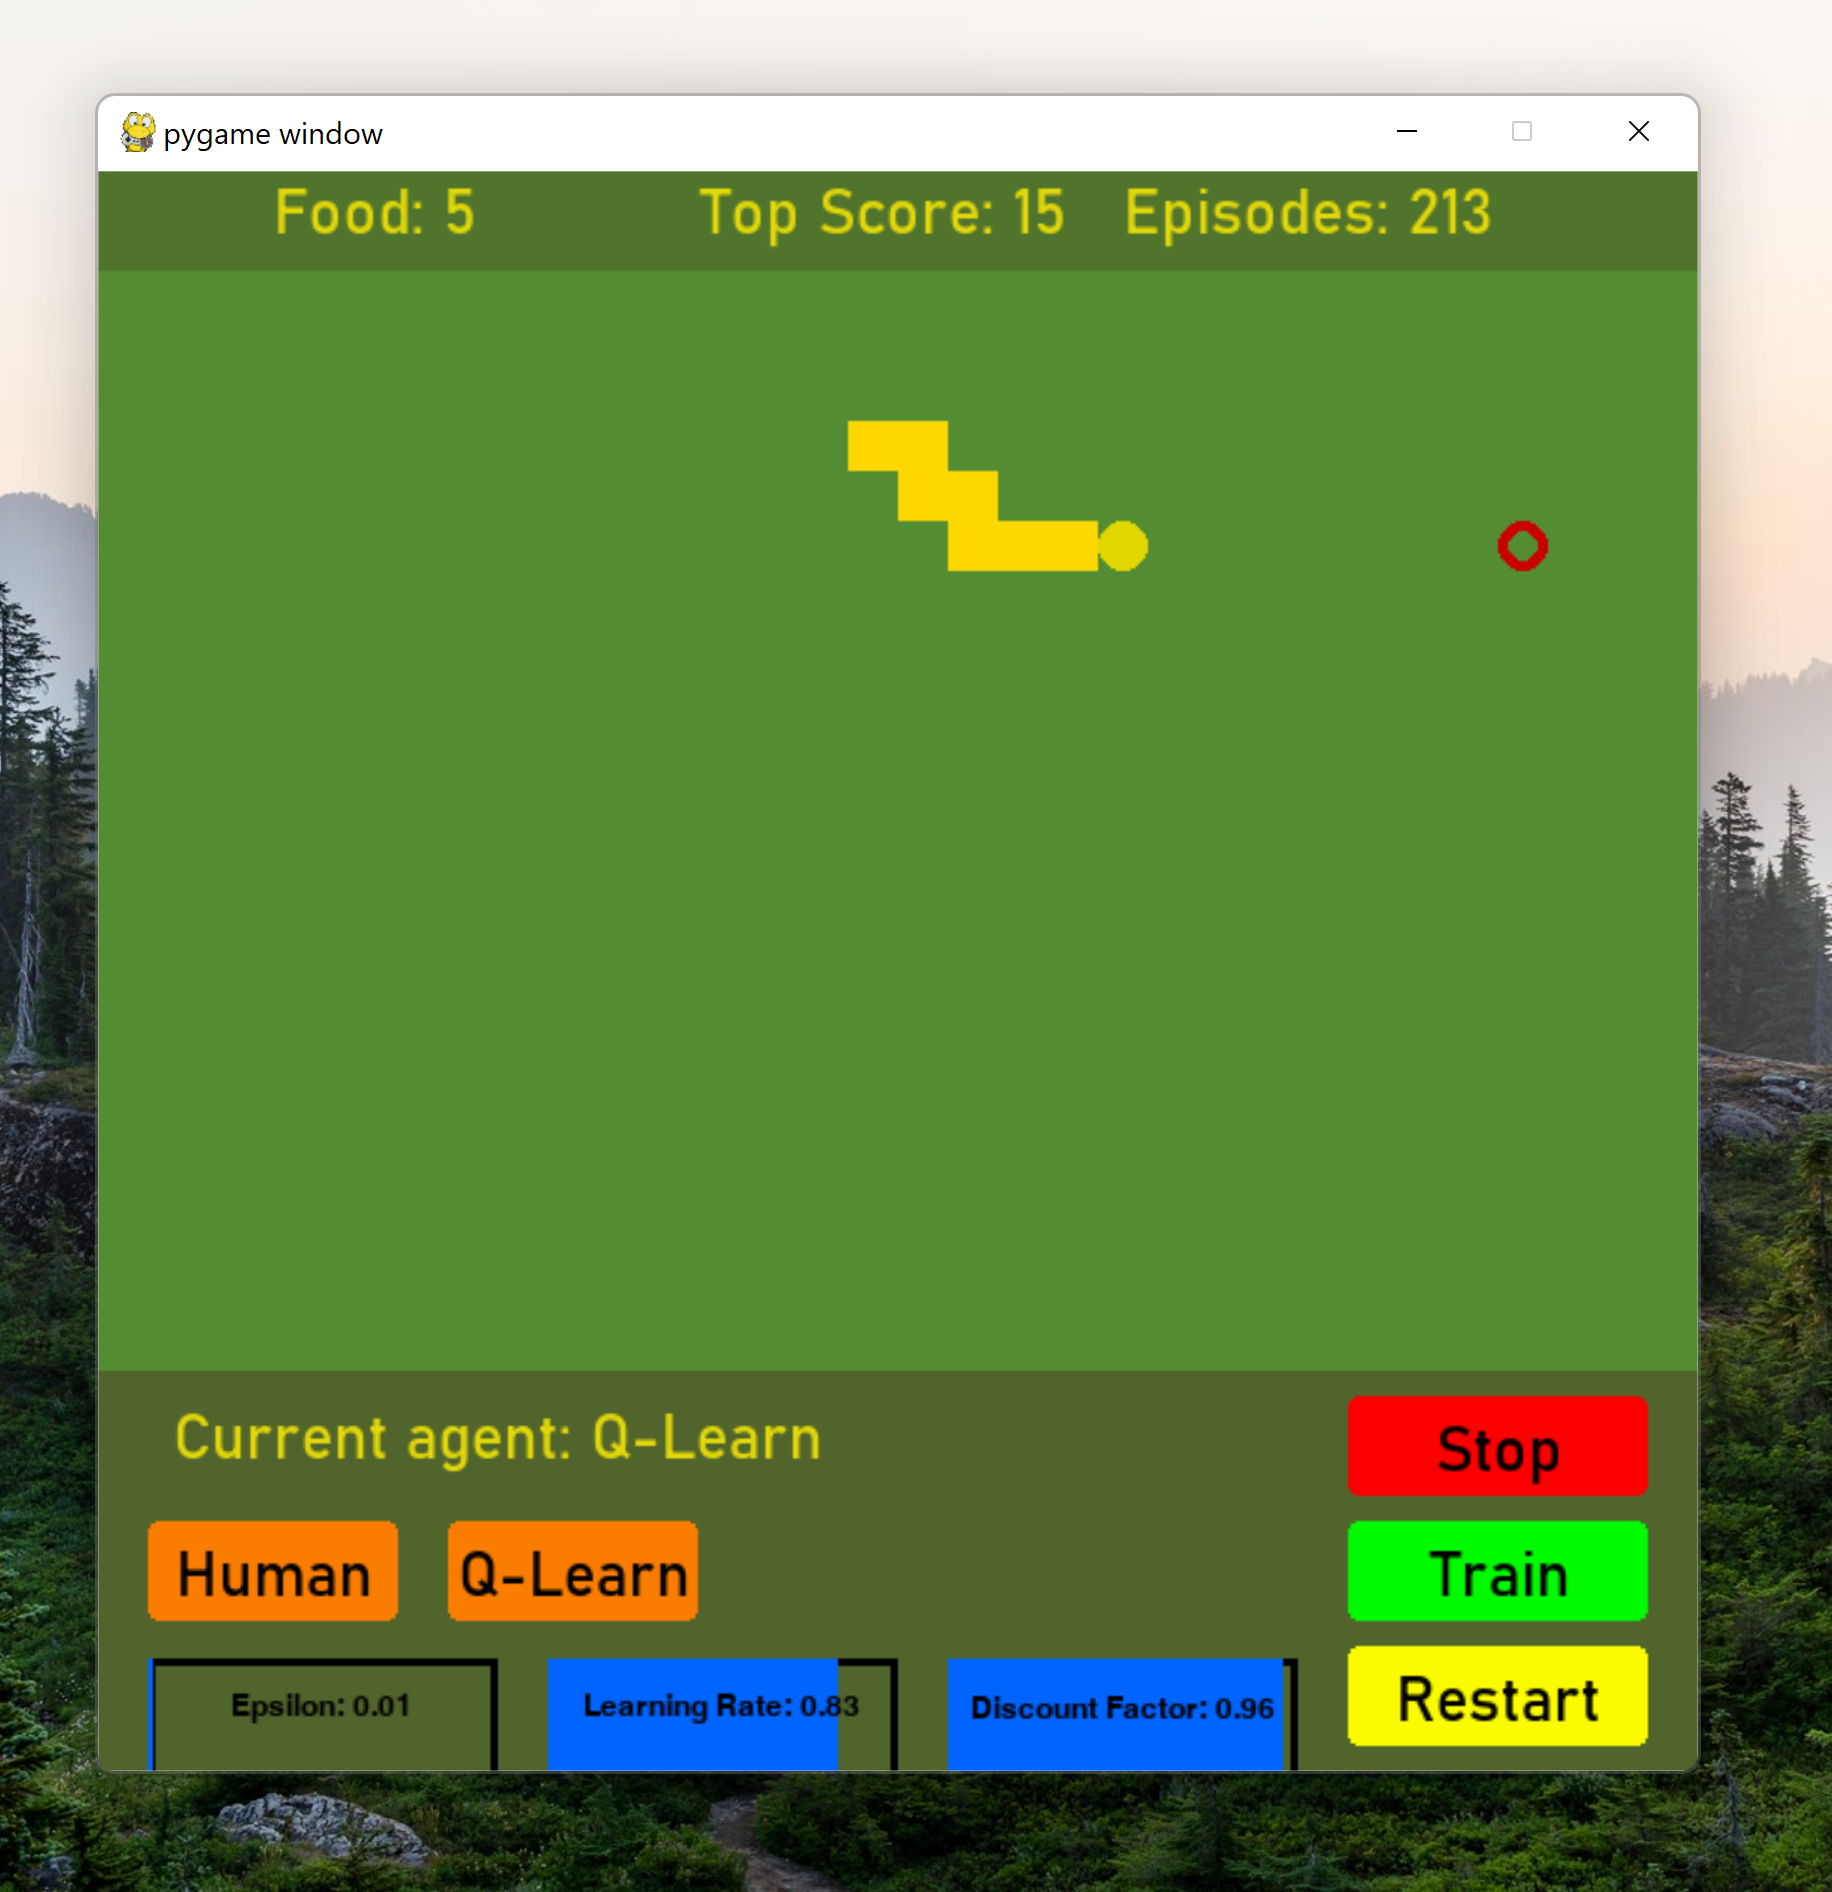 pygame window
Food: 5 Top Score: 15 Episodes: 213
Current agent: Q-Learn
Stop
Human Q-Learn
Train
Epsilon: 0.01 Learning Rate: 0.83 Discount Factor: 0.96
Restart